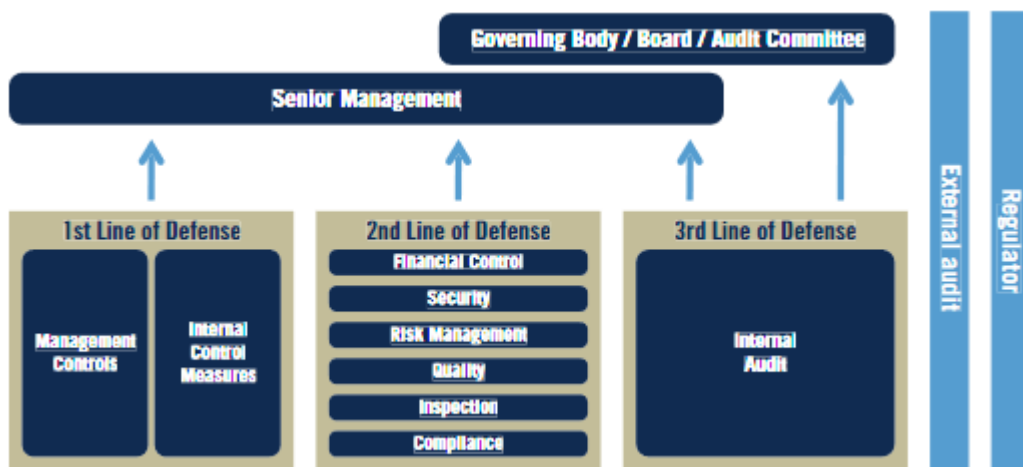 Governing Body / Board / Audit Committee
Senior Management
1st Line of Defense
Management
Controls
Internal
Control
Measures
2nd Line of Defense
Financial Control
Security
Risk Management
Quality
Inspection
Compliance
3rd Line of Defense
Internal
Audit
External audit
Regulator